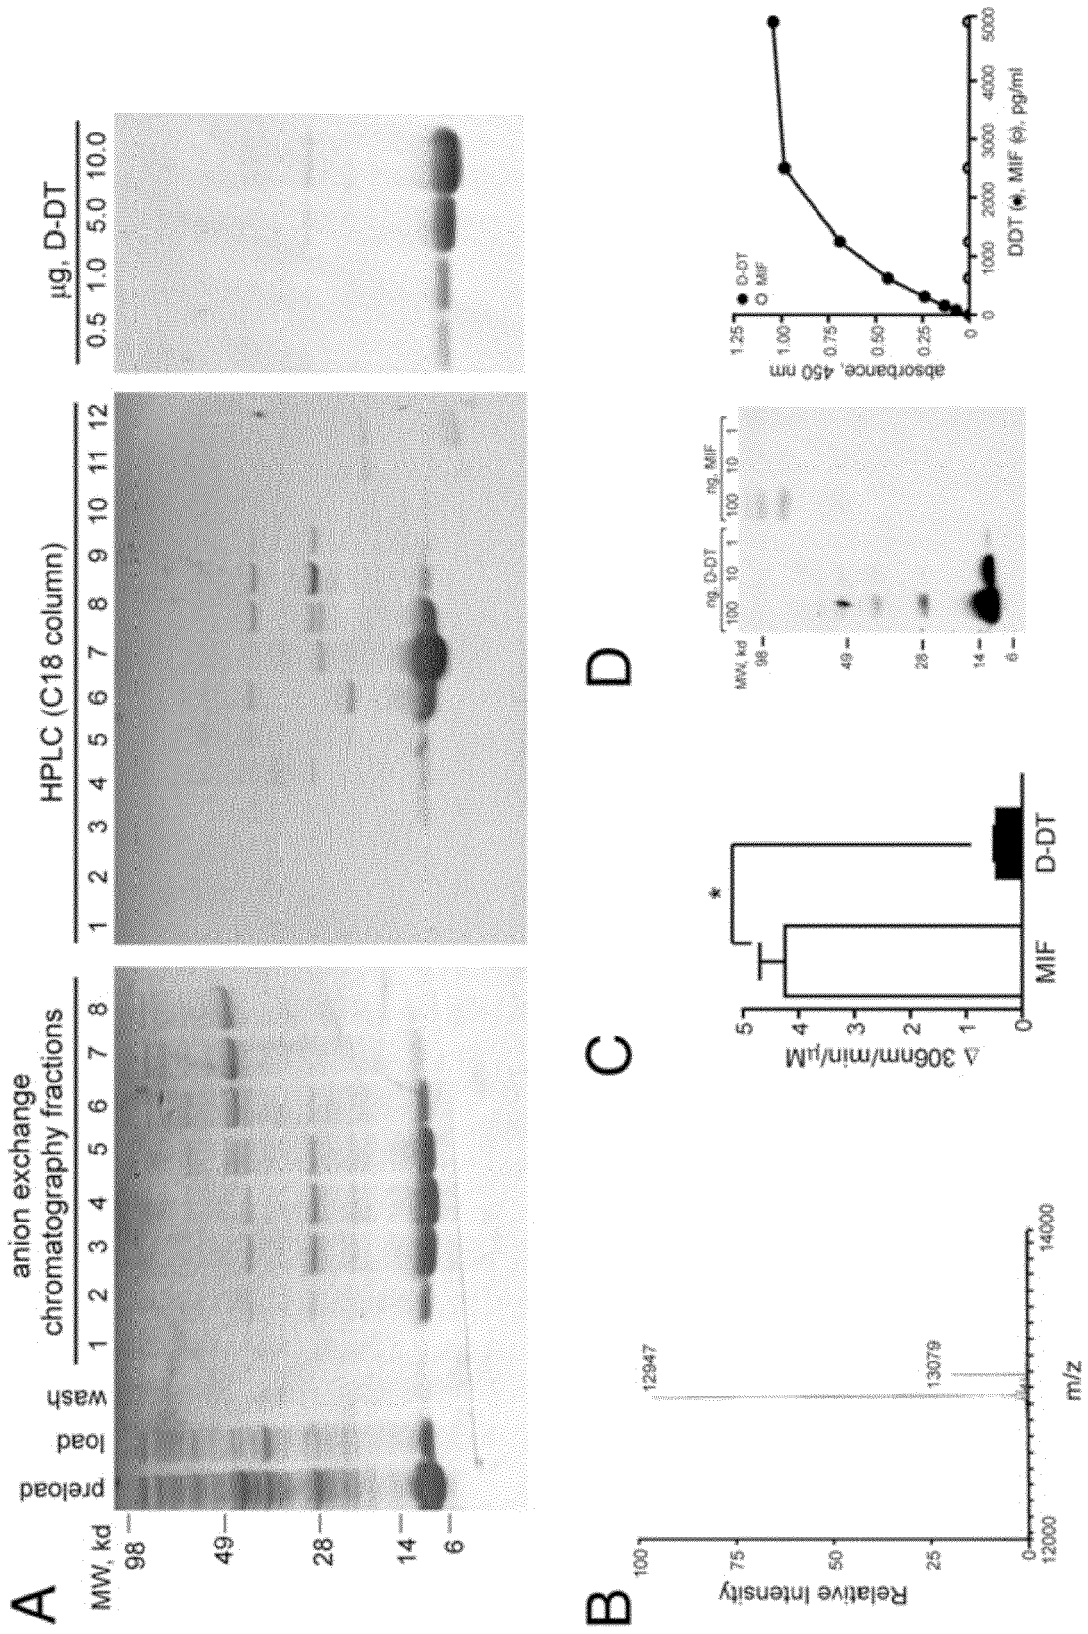 A
anion exchange
chromatography fractions
HPLC (C18 column)
µg, D-DT
MW, kd
preload
load
wash
1 2 3 4 5 6 7 8
1 2 3 4 5 6 7 8 9 10 11 12
0.5 1.0 5.0 10.0
98
49
28
14
6
B
Relative Intensity
100
75
50
25
0
12947
13079
12000
14000
m/z
C
Δ 306nm/min/µM
5
4
3
2
1
0
*
MIF
D-DT
D
ng, D-DT
ng, MIF
MW, kd
100 10 1
100 10 1
98
49
28
14
6
absorbance, 450 nm
1.25
1.00
0.75
0.50
0.25
0
D-DT
MIF
0 1000 2000 3000 4000 5000
DDT (●), MIF (o), pg/ml